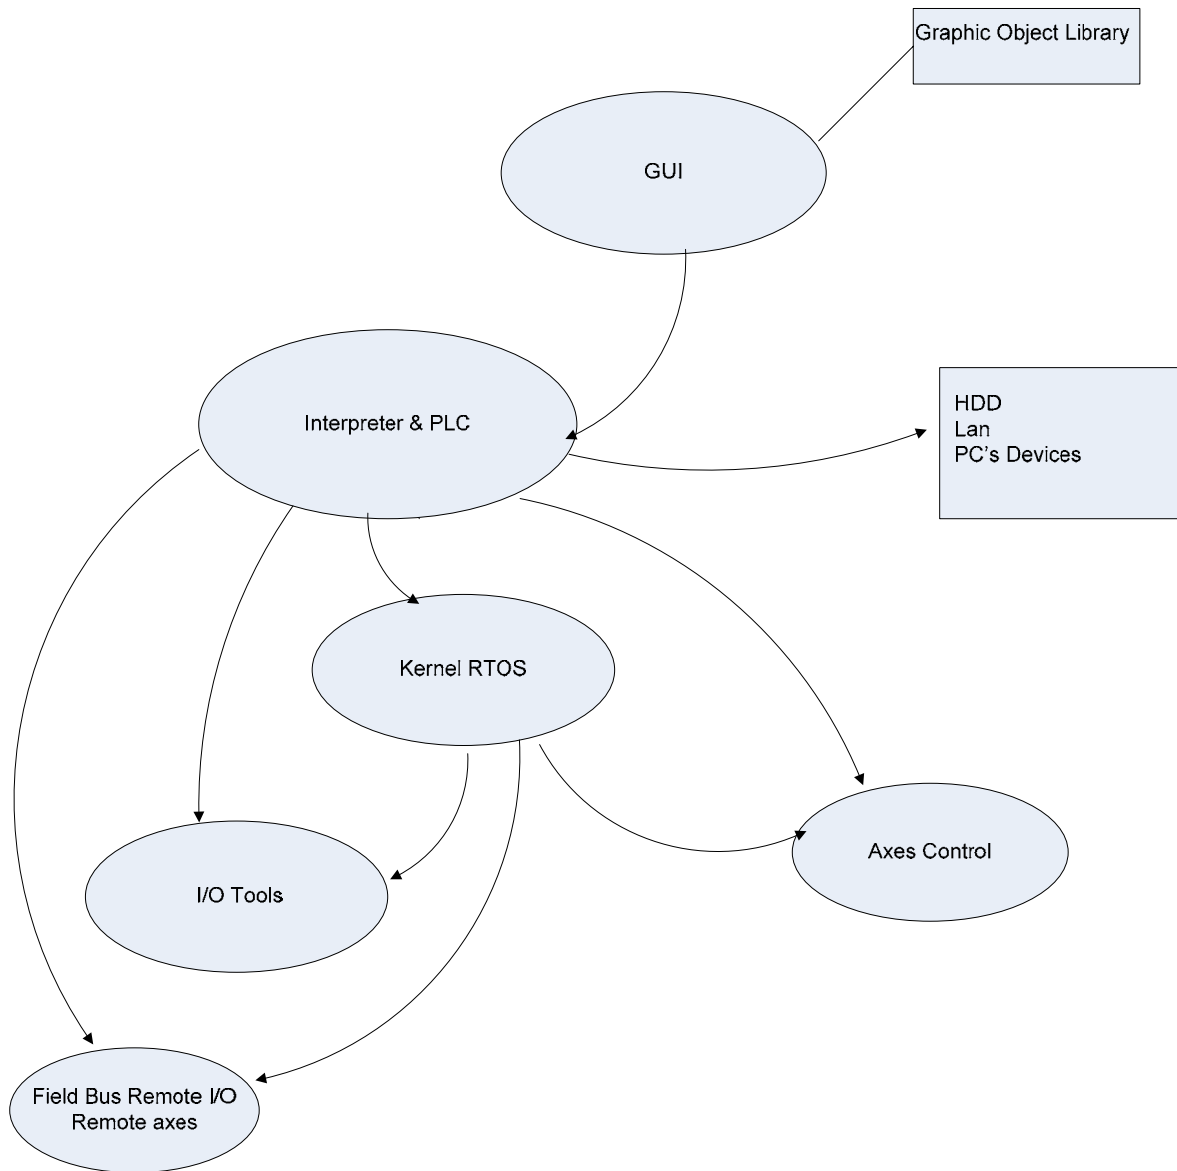 Graphic Object Library
GUI
Interpreter & PLC
HDD
Lan
PC's Devices
Kernel RTOS
Axes Control
I/O Tools
Field Bus Remote I/O
Remote axes